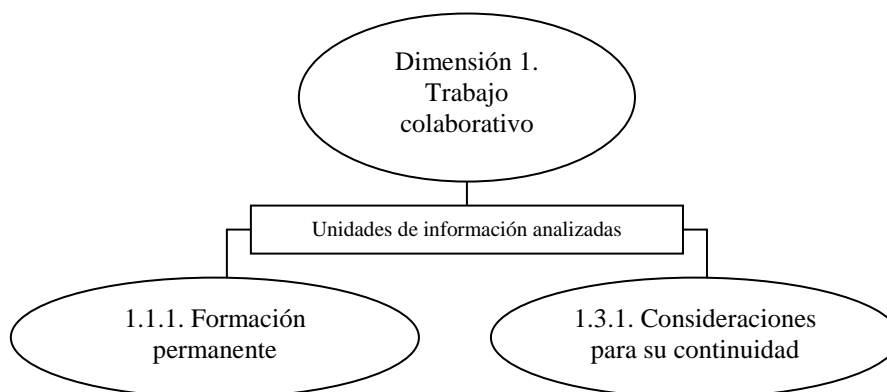 Dimensión 1.
Trabajo
colaborativo
Unidades de información analizadas
1.1.1. Formación
permanente
1.3.1. Consideraciones
para su continuidad